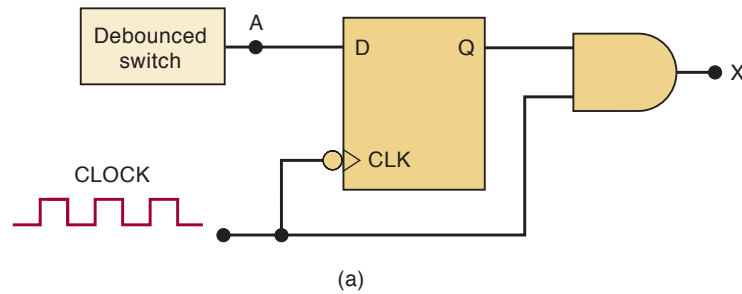 Debounced
switch
A
D
Q
X
CLK
CLOCK
(a)